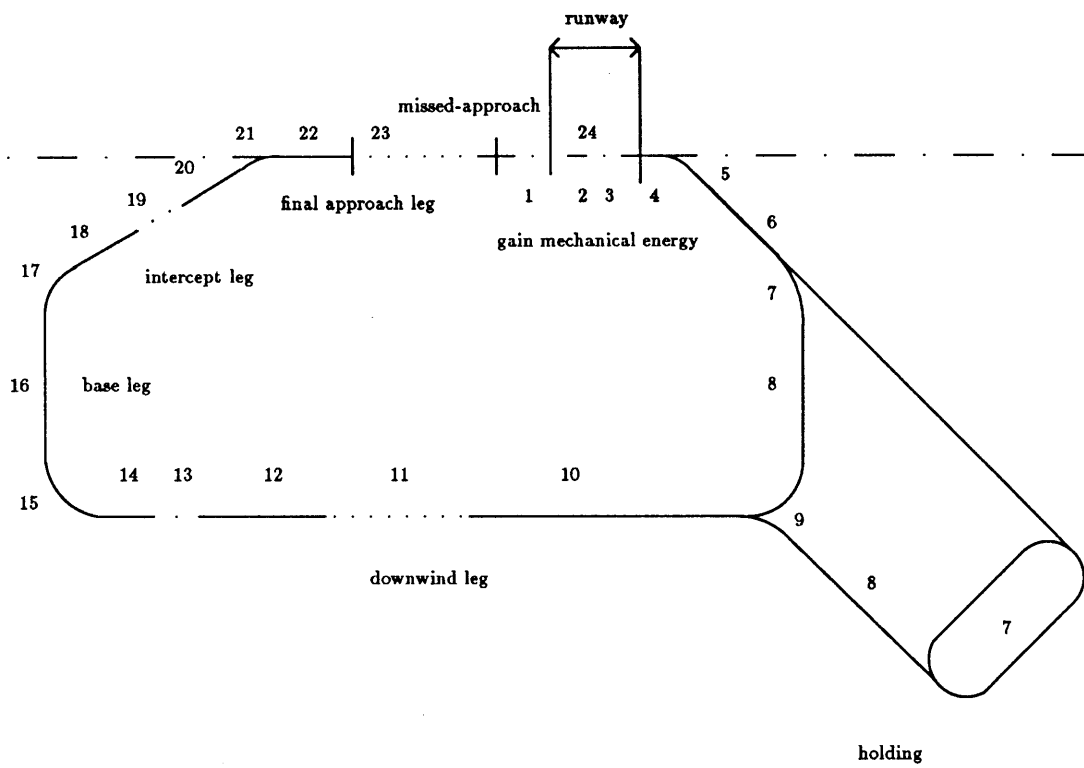 runway
missed-approach
21 22 23 24
20 5
1 2 3 4
19 final approach leg
6
18 gain mechanical energy
17 intercept leg
7
16 base leg 8
14 13 12 11 10
15
9
downwind leg
8
7
holding